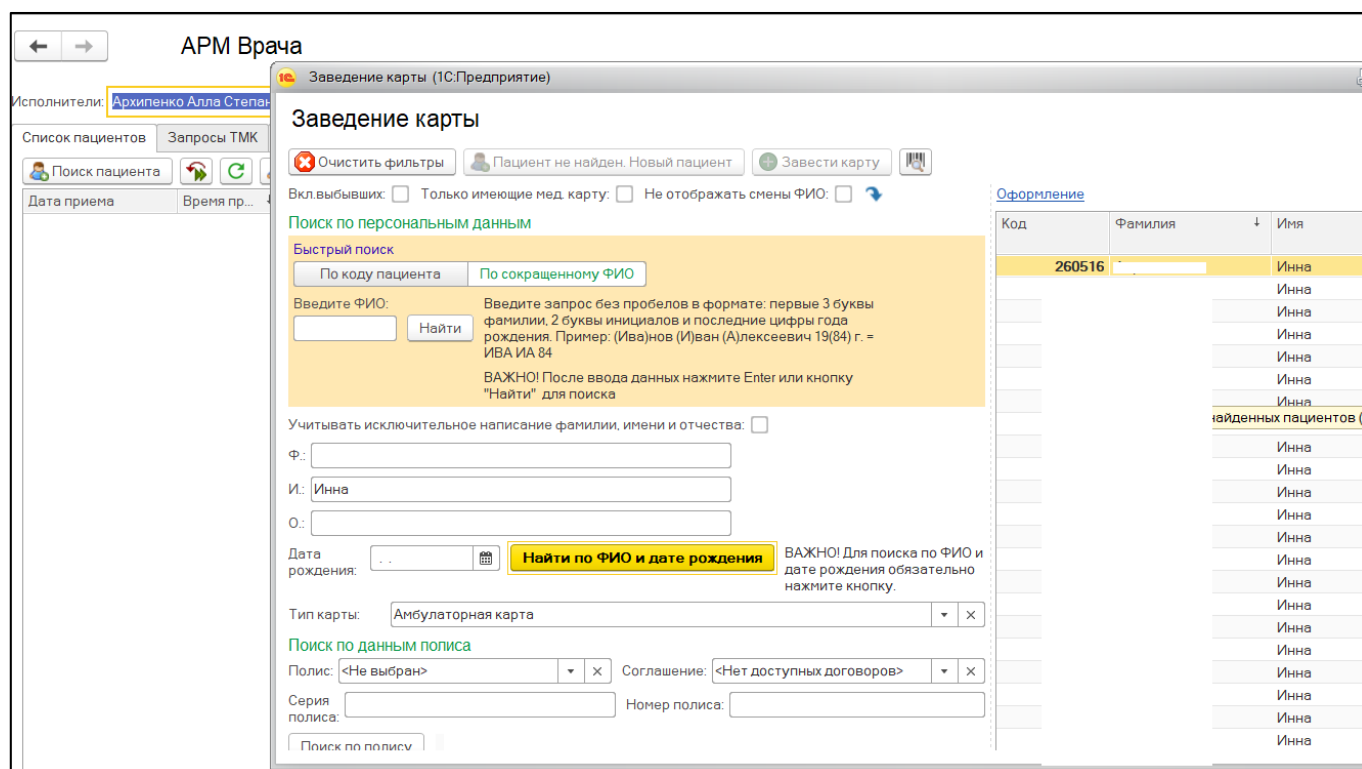 АРМ Врача
Заведение карты (1С:Предприятие)
Исполнители: Архипенко Алла
Заведение карты
Список пациентов Запросы ТМК
Очистить фильтры Пациент не найден. Новый пациент Завести карту
Поиск пациента
Вкл.выбывших: Только имеющие мед. карту: Не отображать смены ФИО:
Оформление
Дата приема Время пр...
Поиск по персональным данным
Код Фамилия Имя
Быстрый поиск
По коду пациента По сокращенному ФИО
260516 Инна
Введите ФИО:
Найти
Введите запрос без пробелов в формате: первые 3 буквы
фамилии, 2 буквы инициалов и последние цифры года
рождения. Пример: (Ива)нов (И)ван (А)лексеевич 19(84) г. =
ИВА ИА 84
ВАЖНО! После ввода данных нажмите Enter или кнопку
"Найти" для поиска
Инна
Инна
Инна
Инна
Инна
Инна
найденных пациентов (
Учитывать исключительное написание фамилии, имени и отчества:
Ф.:
И.: Инна
О.:
Дата
рождения: . .
Найти по ФИО и дате рождения
ВАЖНО! Для поиска по ФИО и
дате рождения обязательно
нажмите кнопку.
Тип карты: Амбулаторная карта
Поиск по данным полиса
Полис: <Не выбран> Соглашение: <Нет доступных договоров>
Серия
полиса:
Номер полиса:
Поиск по полису
Инна
Инна
Инна
Инна
Инна
Инна
Инна
Инна
Инна
Инна
Инна
Инна
Инна
Инна